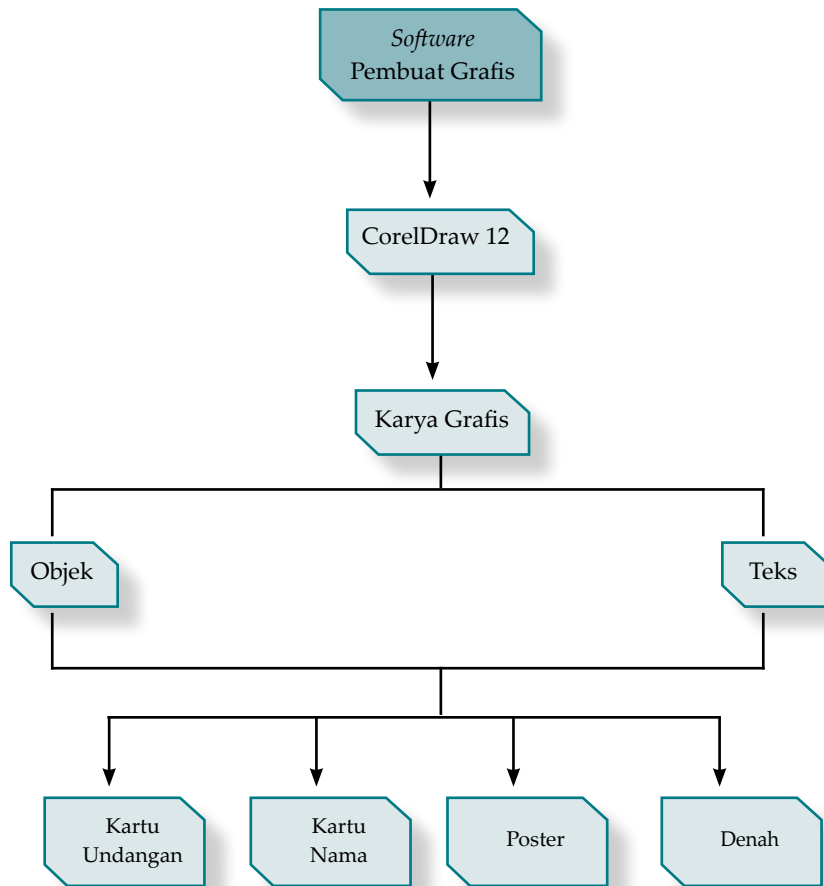 Software
Pembuat Grafis
CorelDraw 12
Karya Grafis
Objek
Teks
Kartu
Undangan
Kartu
Nama
Poster
Denah